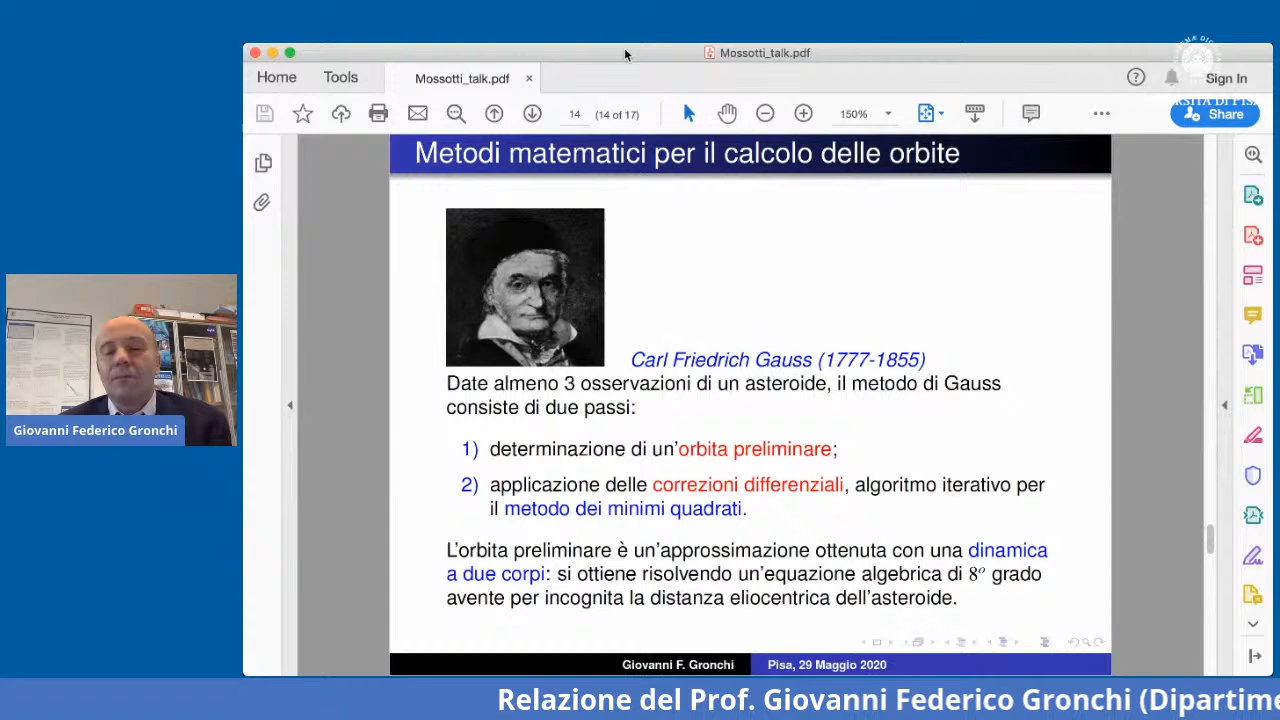 Mossotti_talk.pdf
Home
Tools
Mossotti_talk.pdf
Sign In
14
(14 of 17)
150%
Share
RSITÀ DI PISA
Metodi matematici per il calcolo delle orbite
Carl Friedrich Gauss (1777-1855)
Date almeno 3 osservazioni di un asteroide, il metodo di Gauss
consiste di due passi:
1) determinazione di un'orbita preliminare;
2) applicazione delle correzioni differenziali, algoritmo iterativo per
il metodo dei minimi quadrati.
L'orbita preliminare è un'approssimazione ottenuta con una dinamica
a due corpi: si ottiene risolvendo un'equazione algebrica di 8º grado
avente per incognita la distanza eliocentrica dell'asteroide.
Giovanni F. Gronchi
Pisa, 29 Maggio 2020
Giovanni Federico Gronchi
Relazione del Prof. Giovanni Federico Gronchi (Dipartime